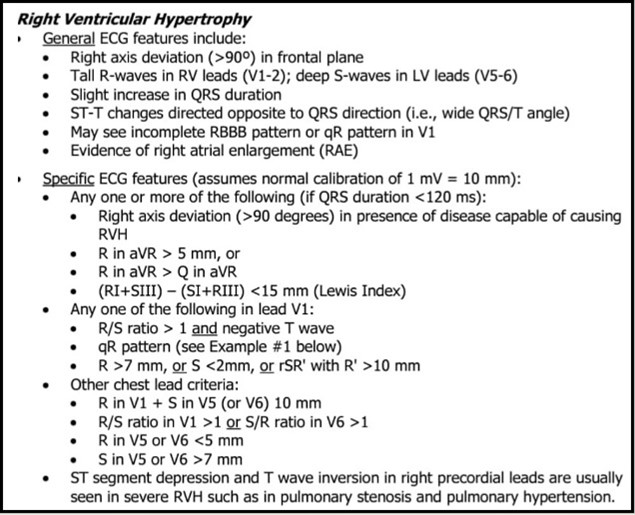 Right Ventricular Hypertrophy
General ECG features include:
Right axis deviation (>90º) in frontal plane
Tall R-waves in RV leads (V1-2); deep S-waves in LV leads (V5-6)
Slight increase in QRS duration
ST-T changes directed opposite to QRS direction (i.e., wide QRS/T angle)
May see incomplete RBBB pattern or qR pattern in V1
Evidence of right atrial enlargement (RAE)
Specific ECG features (assumes normal calibration of 1 mV = 10 mm):
Any one or more of the following (if QRS duration <120 ms):
Right axis deviation (>90 degrees) in presence of disease capable of causing
RVH
R in aVR > 5 mm, or
R in aVR > Q in aVR
(RI+SIII) – (SI+RIII) <15 mm (Lewis Index)
Any one of the following in lead V1:
R/S ratio > 1 and negative T wave
qR pattern (see Example #1 below)
R >7 mm, or S <2mm, or rSR' with R' >10 mm
Other chest lead criteria:
R in V1 + S in V5 (or V6) 10 mm
R/S ratio in V1 >1 or S/R ratio in V6 >1
R in V5 or V6 <5 mm
S in V5 or V6 >7 mm
ST segment depression and T wave inversion in right precordial leads are usually
seen in severe RVH such as in pulmonary stenosis and pulmonary hypertension.